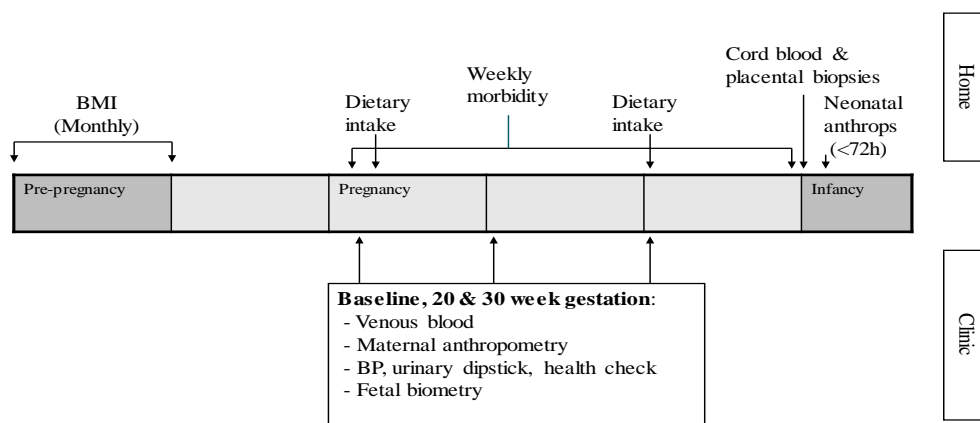 Cord blood &
placental biopsies
Home
Weekly
morbidity
BMI
(Monthly)
Dietary
intake
Dietary
intake
Neonatal
anthrops
(<72h)
Pre-pregnancy
Pregnancy
Infancy
Baseline, 20 & 30 week gestation:
- Venous blood
- Maternal anthropometry
- BP, urinary dipstick, health check
- Fetal biometry
Clinic